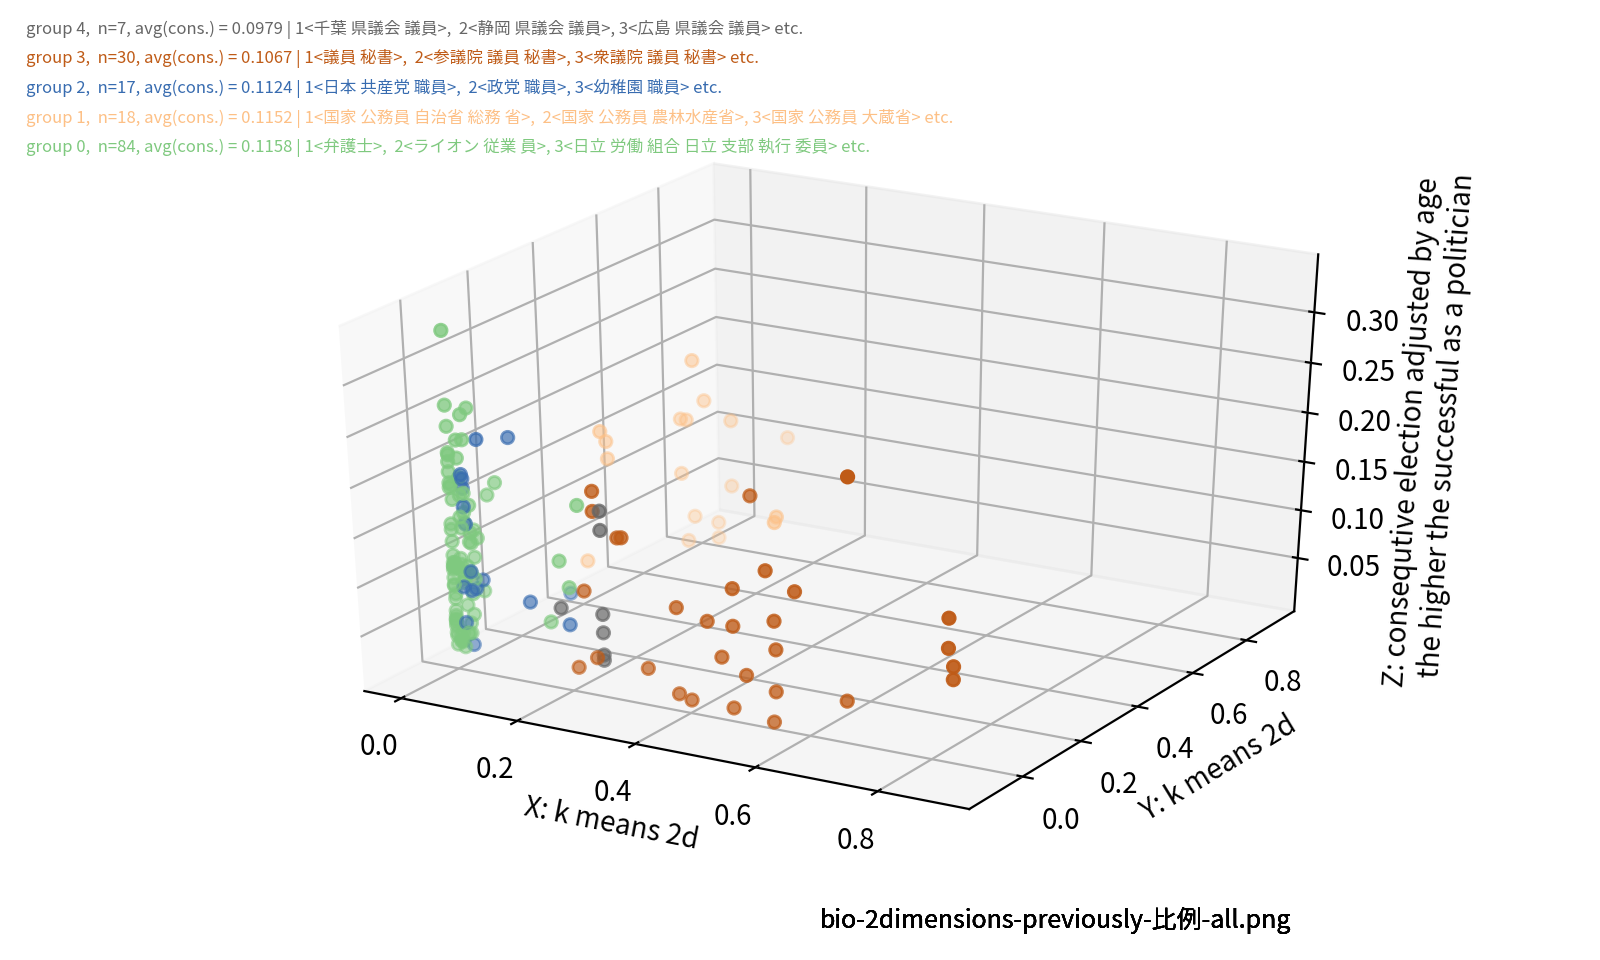 group 4,  n=7, avg(cons.) = 0.0979 | 1<千葉 県議会 議員>,  2<静岡 県議会 議員>, 3<広島 県議会 議員> etc.
group 3,  n=30, avg(cons.) = 0.1067 | 1<議員 秘書>,  2<参議院 議員 秘書>, 3<衆議院 議員 秘書> etc.
group 2,  n=17, avg(cons.) = 0.1124 | 1<日本 共産党 職員>,  2<政党 職員>, 3<幼稚園 職員> etc.
group 1,  n=18, avg(cons.) = 0.1152 | 1<国家 公務員 自治省 総務 省>,  2<国家 公務員 農林水産省>, 3<国家 公務員 大蔵省> etc.
group 0,  n=84, avg(cons.) = 0.1158 | 1<弁護士>,  2<ライオン 従業 員>, 3<日立 労働 組合 日立 支部 執行 委員> etc.
Z: consequtive election adjusted by age
the higher the successful as a politician
0.30
0.25
0.20
0.15
0.10
0.05
0.8
0.6
0.4
0.2
0.0
Y: k means 2d
0.0
0.2
0.4
0.6
0.8
X: k means 2d
bio-2dimensions-previously-比例-all.png